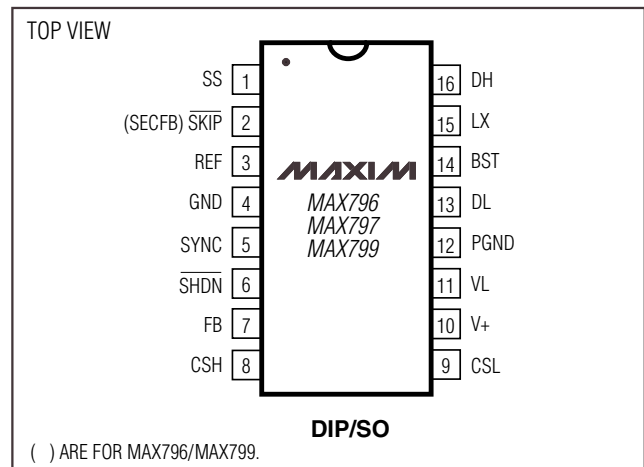 TOP VIEW
SS 1
(SECFB) SKIP 2
REF 3
GND 4
SYNC 5
SHDN 6
FB 7
CSH 8
MAXIM
MAX796
MAX797
MAX799
16 DH
15 LX
14 BST
13 DL
12 PGND
11 VL
10 V+
9 CSL
DIP/SO
( ) ARE FOR MAX796/MAX799.